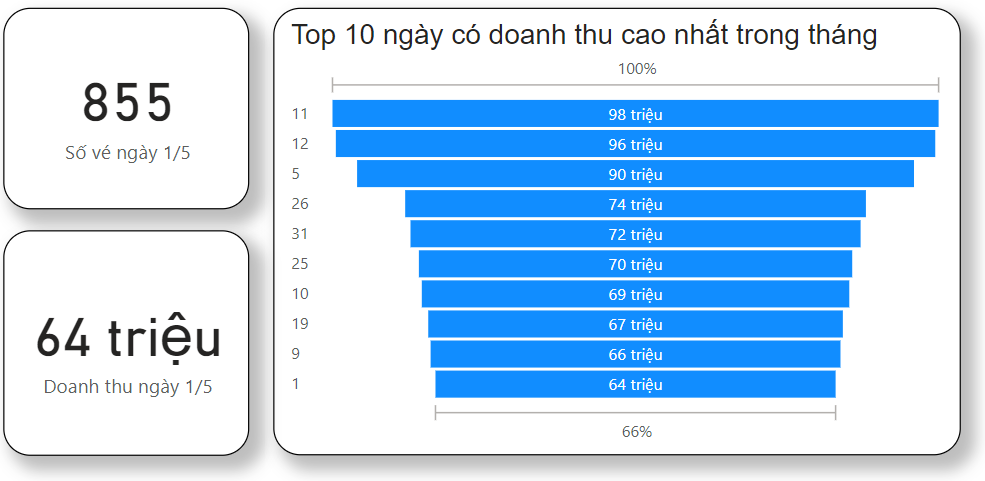 855
Số vé ngày 1/5
64 triệu
Doanh thu ngày 1/5
Top 10 ngày có doanh thu cao nhất trong tháng
100%
11 98 triệu
12 96 triệu
5 90 triệu
26 74 triệu
31 72 triệu
25 70 triệu
10 69 triệu
19 67 triệu
9 66 triệu
1 64 triệu
66%